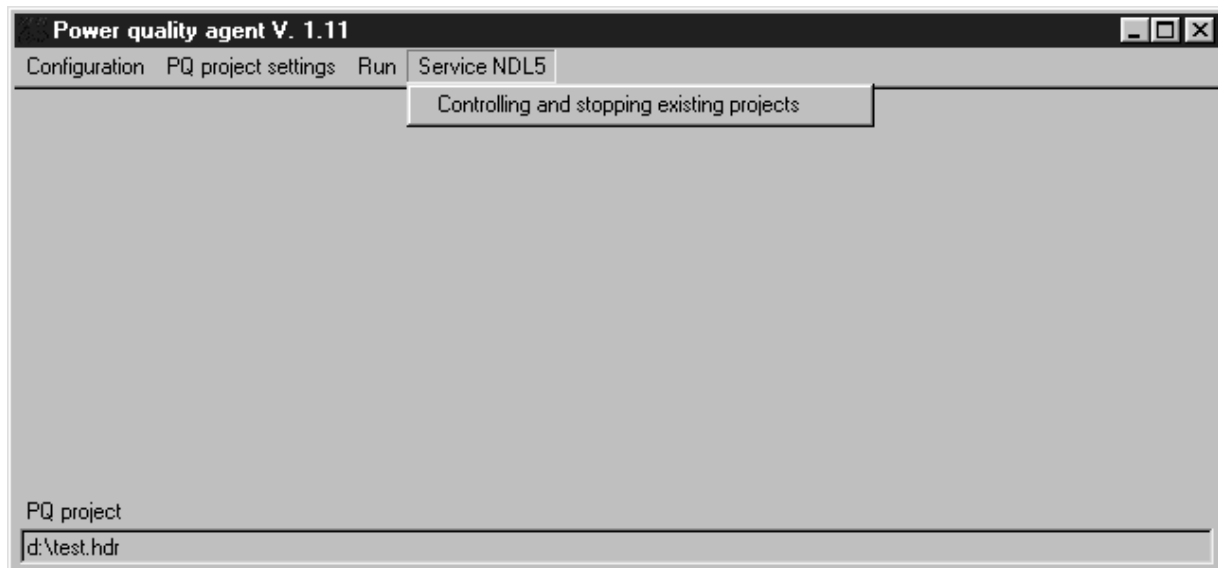 Power quality agent V. 1.11
Configuration PQ project settings Run Service NDL5
Controlling and stopping existing projects
PQ project
d:\test.hdr